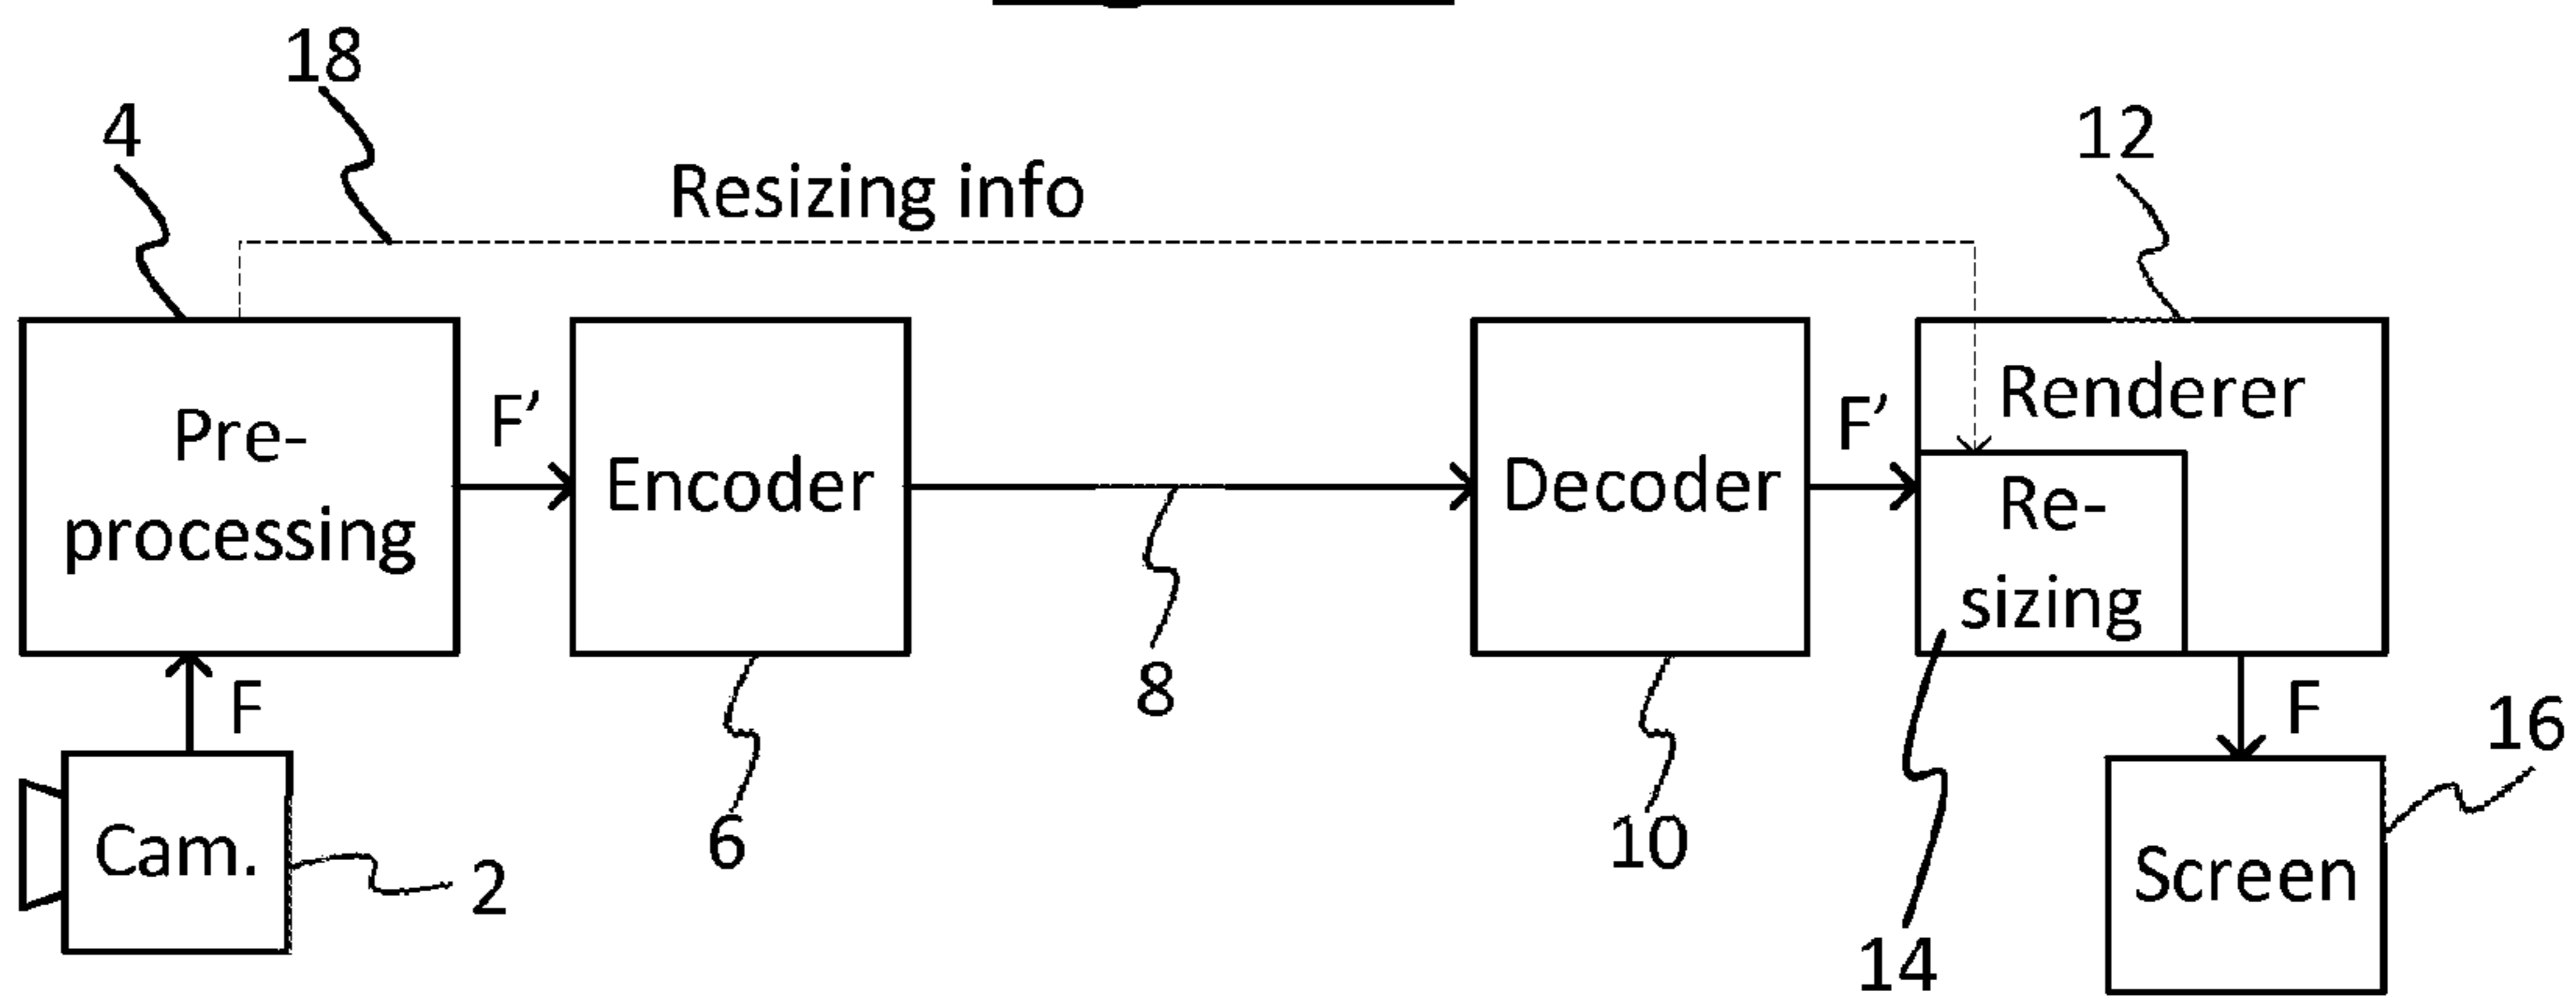 18
4
12
Resizing info
Pre-
processing
F'
Encoder
Decoder
F'
Renderer
Re-
sizing
8
F
F
16
6
10
Cam.
2
Screen
14